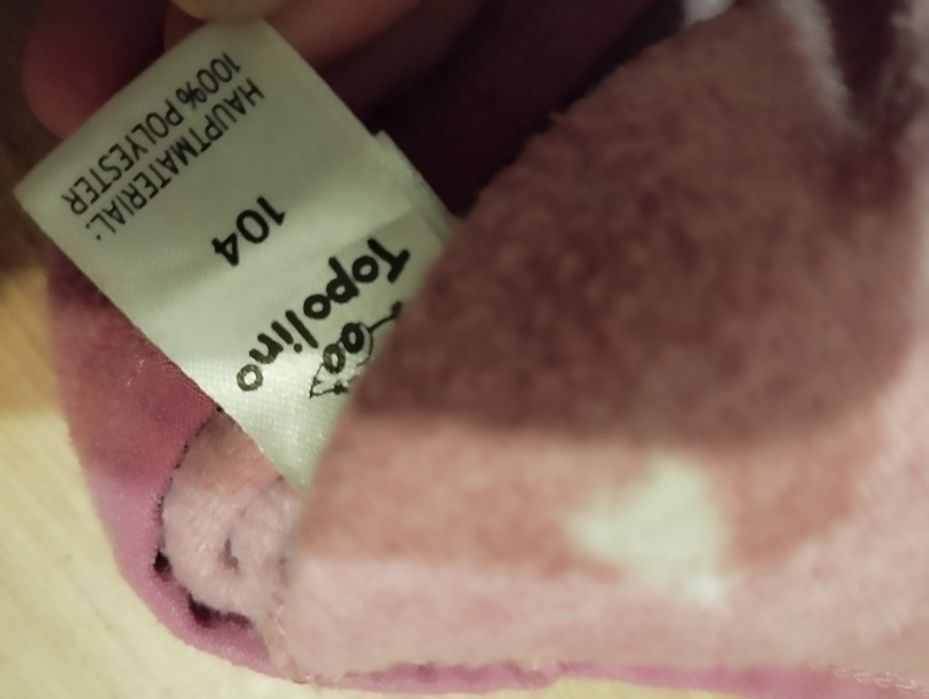 Topolino
104
HAUPTMATERIAL:
100% POLYESTER